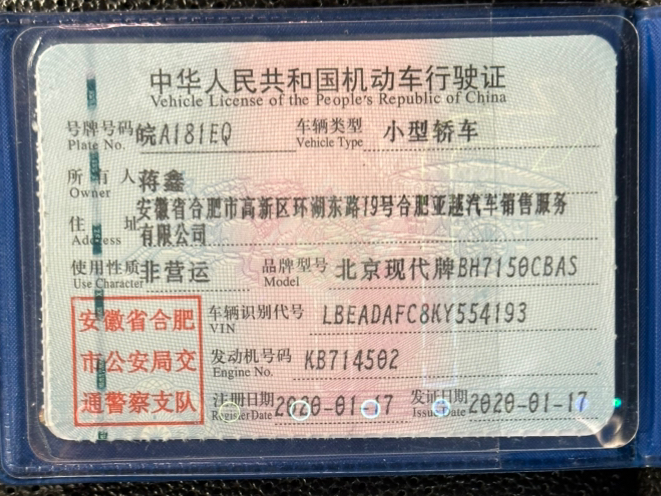 中华人民共和国机动车行驶证
Vehicle License of the People's Republic of China
号牌号码 皖A181EQ 车辆类型 小型轿车
Plate No. Vehicle Type
所有人 蒋鑫
Owner
安徽省合肥市高新区环湖东路19号合肥亚越汽车销售服务
住址 有限公司
Address
使用性质 非营运 品牌型号 北京现代牌BH7150CBAS
Use Character Model
安徽省合肥 车辆识别代号 LBEADAFC8KY554193
VIN
市公安局交 发动机号码 KB714502
Engine No.
通警察支队 注册日期 2020-01-17 发证日期 2020-01-17
Register Date Issue Date